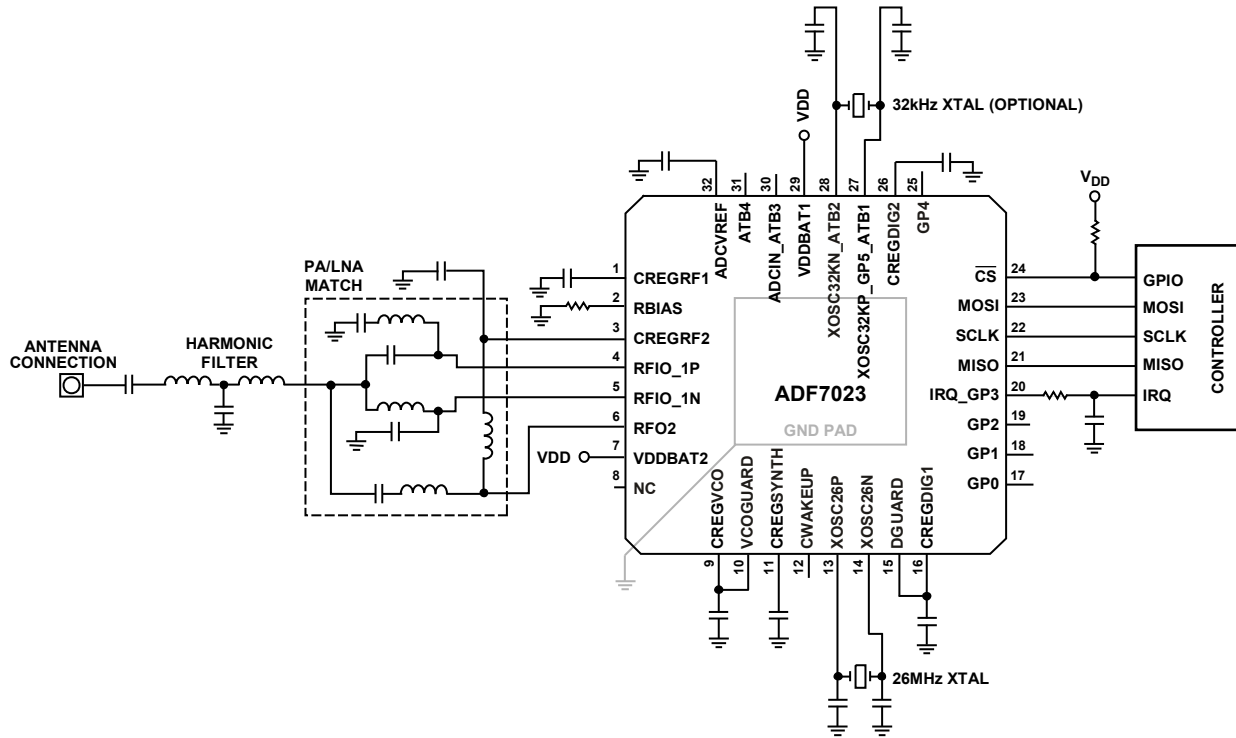 32kHz XTAL (OPTIONAL)
VDD
32
31
30
29
28
27
26
25
ADCVREF
ATB4
ADCIN_ATB3
VDDBAT1
XOSC32KN_ATB2
XOSC32KP_GP5_ATB1
CREGDIG2
GP4
VDD
PA/LNA
MATCH
ANTENNA
CONNECTION
HARMONIC
FILTER
VDD
1 CREGRF1
2 RBIAS
3 CREGRF2
4 RFIO_1P
5 RFIO_1N
6 RFO2
7 VDDBAT2
8 NC
ADF7023
GND PAD
CS 24
MOSI 23
SCLK 22
MISO 21
IRQ_GP3 20
GP2 19
GP1 18
GP0 17
GPIO
MOSI
SCLK
MISO
IRQ
CONTROLLER
CREGVCO
VCOGUARD
CREGSYNTH
CWAKEUP
XOSC26P
XOSC26N
DGUARD
CREGDIG1
9
10
11
12
13
14
15
16
26MHz XTAL